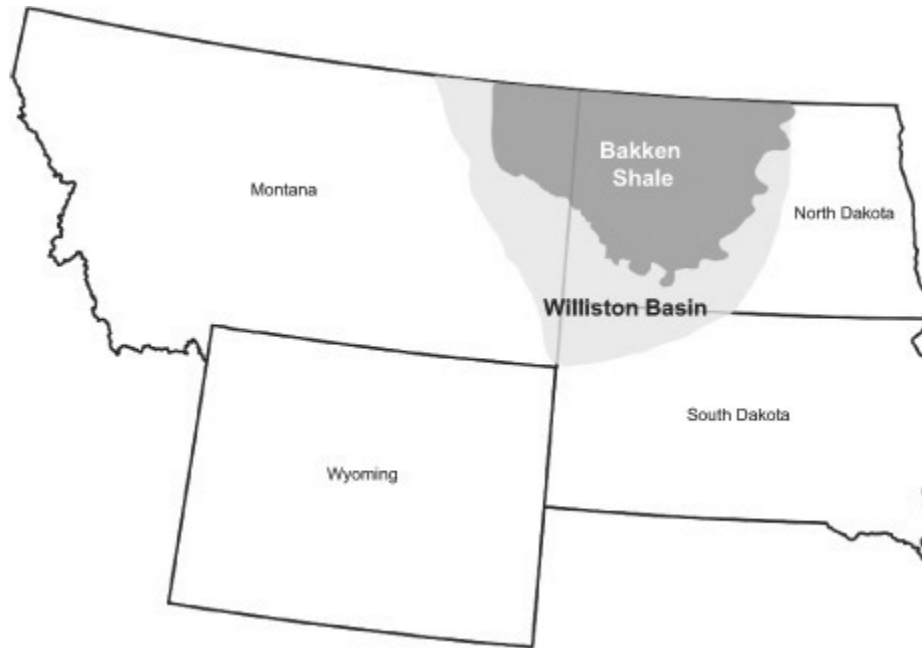 Bakken
Shale
Montana
North Dakota
Williston Basin
South Dakota
Wyoming